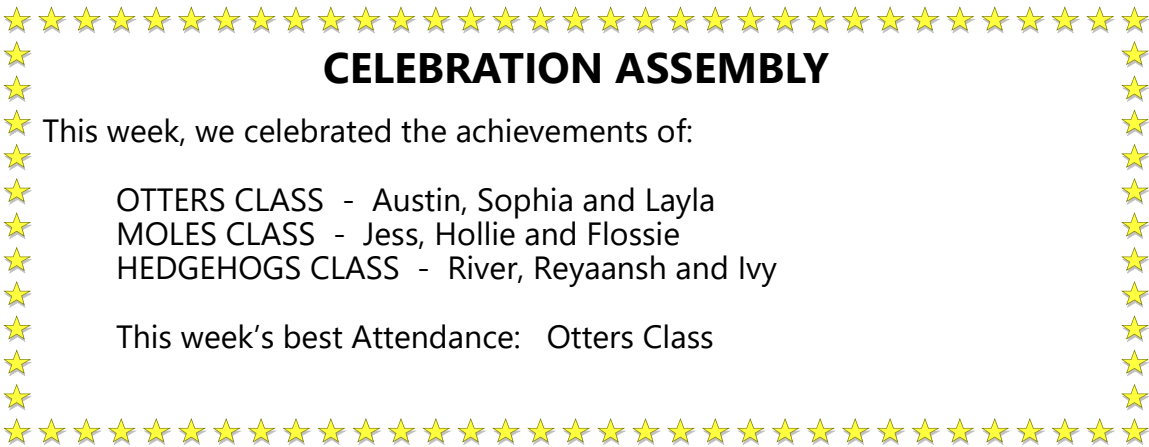 CELEBRATION ASSEMBLY
This week, we celebrated the achievements of:
OTTERS CLASS - Austin, Sophia and Layla
MOLES CLASS - Jess, Hollie and Flossie
HEDGEHOGS CLASS - River, Reyaansh and Ivy
This week’s best Attendance: Otters Class